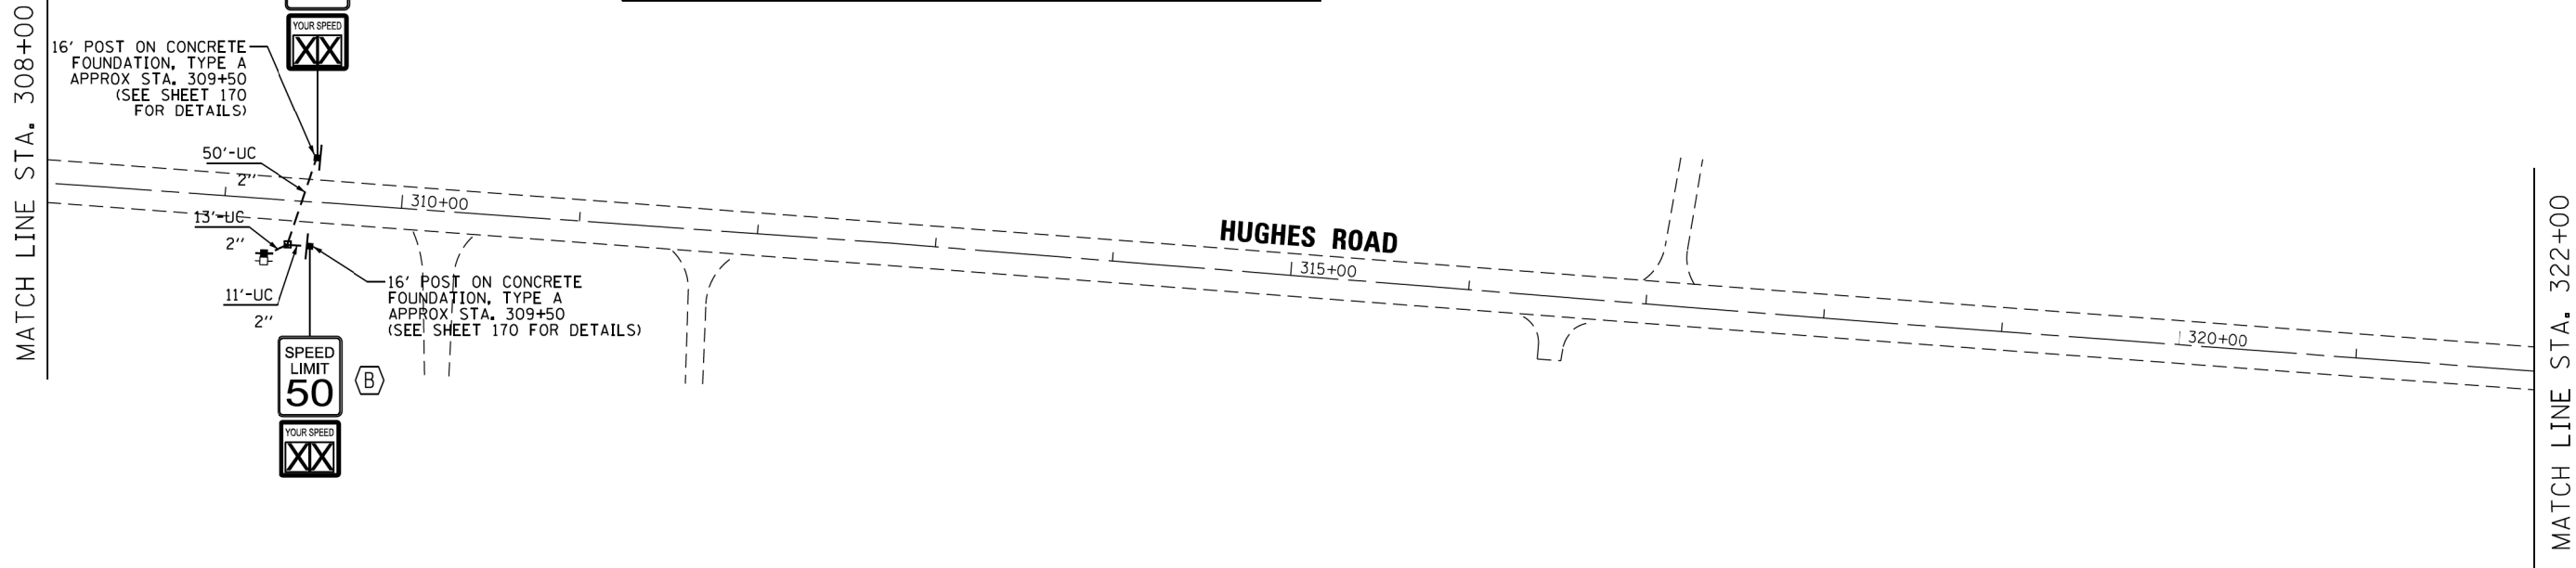 MATCH LINE STA. 308+00
YOUR SPEED
XX
16' POST ON CONCRETE
FOUNDATION, TYPE A
APPROX STA. 309+50
(SEE SHEET 170
FOR DETAILS)
50'-UC
2''
13'-UC
2''
11'-UC
2''
310+00
16' POST ON CONCRETE
FOUNDATION, TYPE A
APPROX STA. 309+50
(SEE SHEET 170 FOR DETAILS)
SPEED
LIMIT
50
B
YOUR SPEED
XX
HUGHES ROAD
315+00
320+00
MATCH LINE STA. 322+00